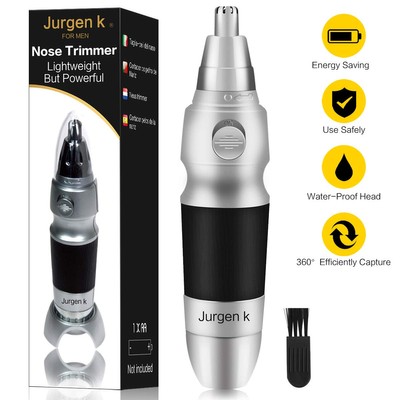 Jurgen k ®
FOR MEN
Nose Trimmer
Lightweight
But Powerful
Jurgen k
1 X AA
Not included
Jurgen k
Energy Saving
Use Safely
Water-Proof Head
360° Efficiently Capture